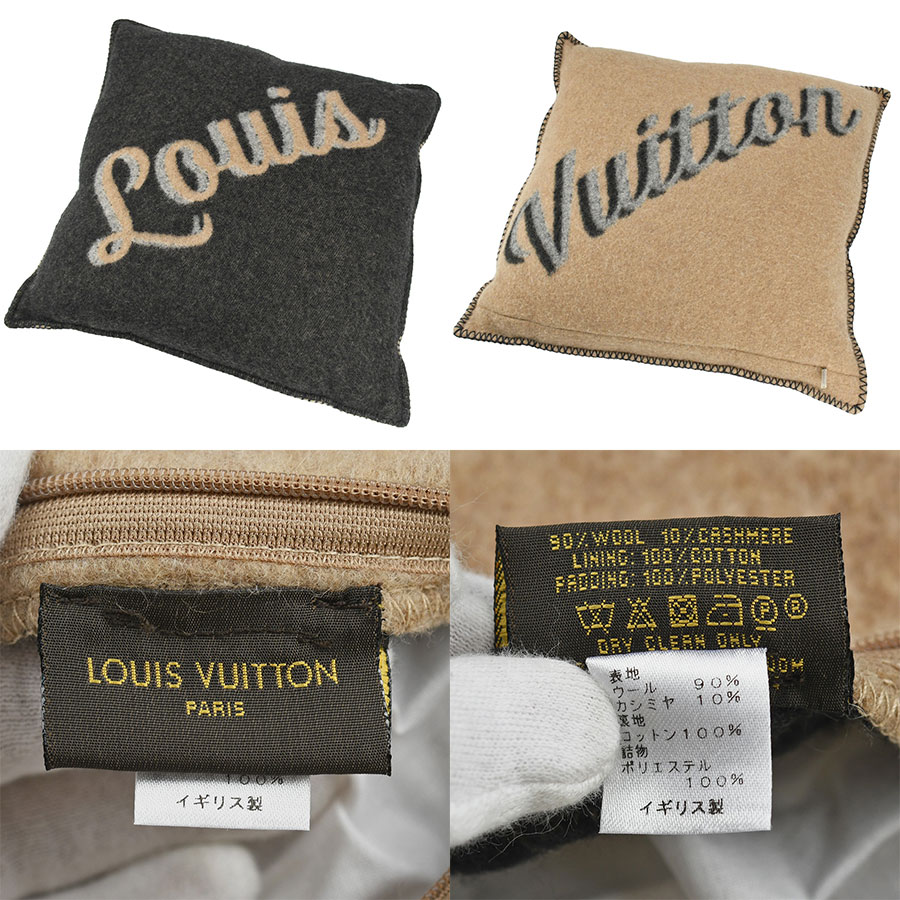 Louis
Vuitton
LOUIS VUITTON
PARIS
100%
イギリス製
90%WOOL 10%CASHMERE
LINING: 100%COTTON
PADDING: 100%POLYESTER
P P
DRY CLEAN ONLY
表地
ウール 90%
カシミヤ 10%
裏地
コットン100%
詰物
ポリエステル
100%
イギリス製